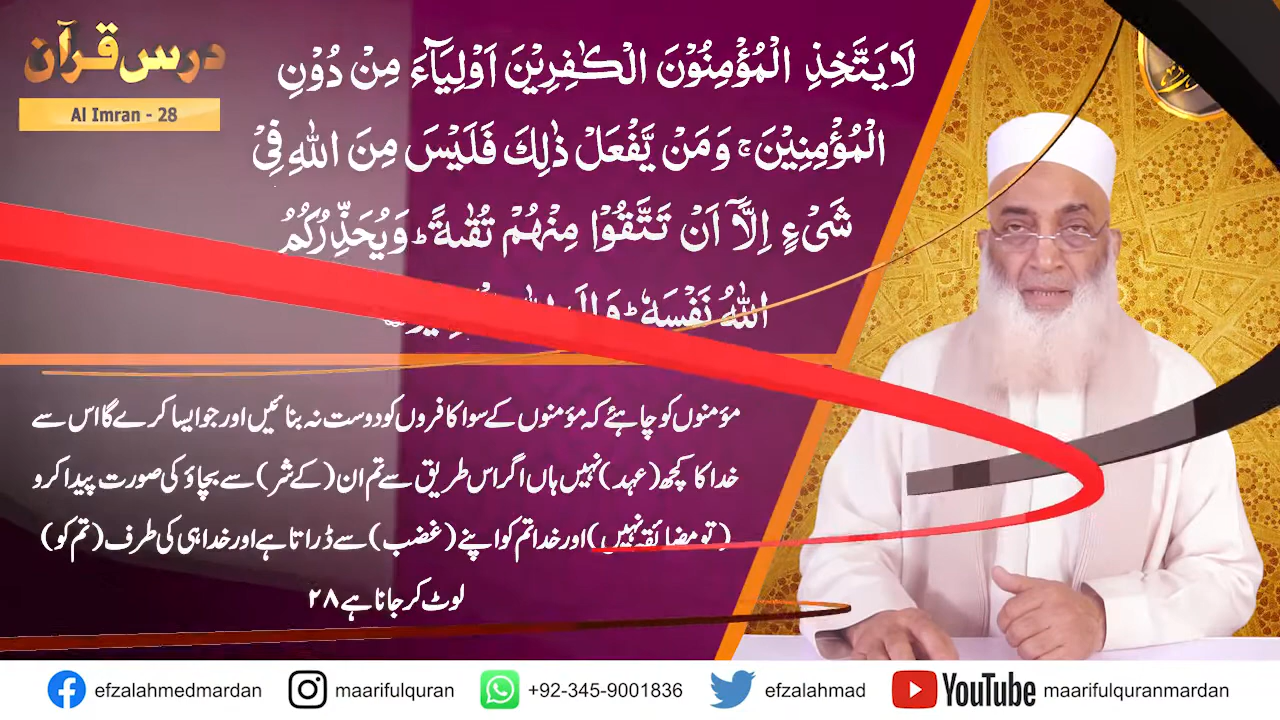 درس قرآن
Al Imran - 28
لَا يَتَّخِذِ الْمُؤْمِنُوْنَ الْكٰفِرِيْنَ اَوْلِيَآءَ مِنْ دُوْنِ
الْمُؤْمِنِيْنَ ۚ وَمَنْ يَّفْعَلْ ذٰلِكَ فَلَيْسَ مِنَ اللّٰهِ فِيْ
شَيْءٍ اِلَّآ اَنْ تَتَّقُوْا مِنْهُمْ تُقٰىةً ؕ وَيُحَذِّرُكُمُ
اللّٰهُ نَفْسَهٗ ؕ
مؤمنوں کو چاہئے کہ مؤمنوں کے سوا کافروں کو دوست نہ بنائیں اور جو ایسا کرے گا اس سے
خدا کا کچھ (عہد) نہیں ہاں اگر اس طریق سے تم ان (کے شر) سے بچاؤ کی صورت پیدا کرو
(تو مضائقہ نہیں) اور خدا تم کو اپنے (غضب) سے ڈراتا ہے اور خدا ہی کی طرف (تم کو)
لوٹ کر جانا ہے ۲۸
efzalahmedmardan maarifulquran +92-345-9001836 efzalahmad YouTube maarifulquranmardan